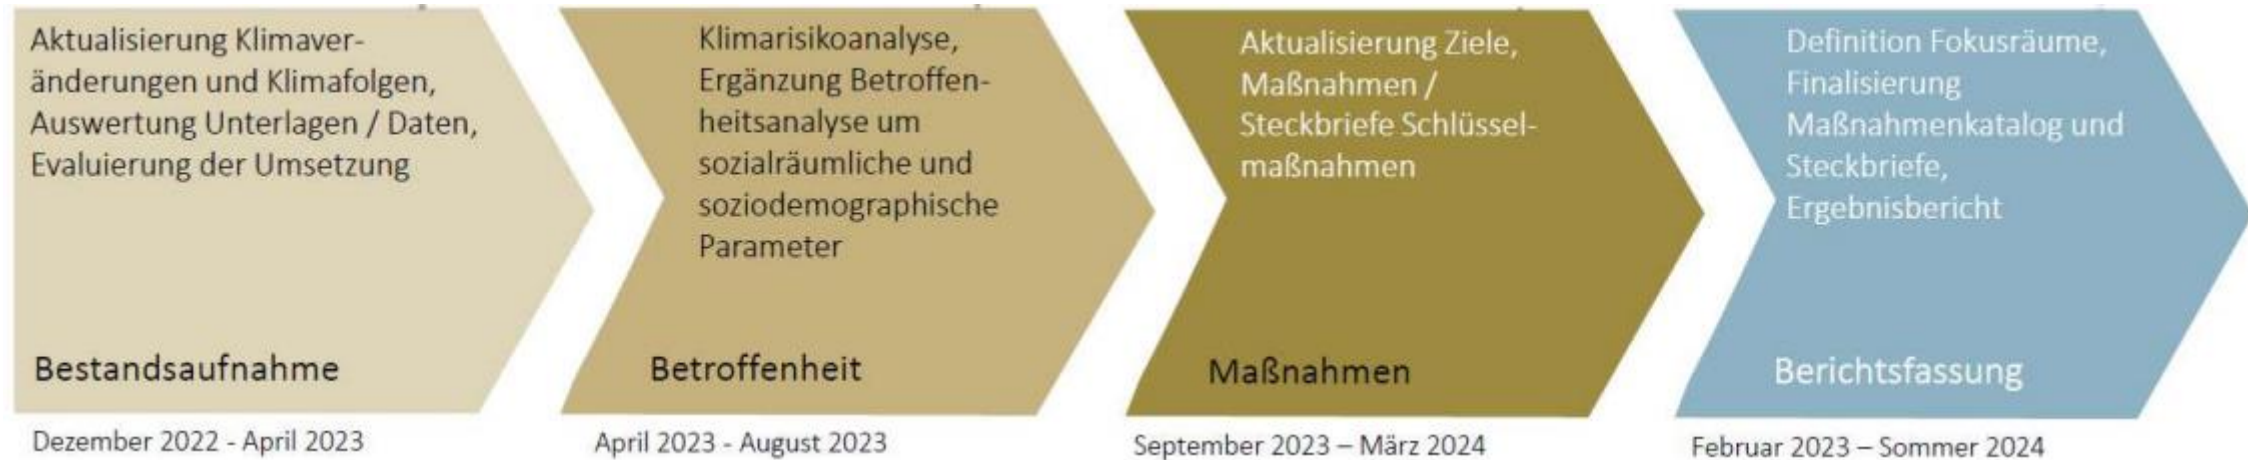 Aktualisierung Klimaver-
änderungen und Klimafolgen,
Auswertung Unterlagen / Daten,
Evaluierung der Umsetzung
Bestandsaufnahme
Dezember 2022 - April 2023
Klimarisikoanalyse,
Ergänzung Betroffen-
heitsanalyse um
sozialräumliche und
soziodemographische
Parameter
Betroffenheit
April 2023 - August 2023
Aktualisierung Ziele,
Maßnahmen /
Steckbriefe Schlüssel-
maßnahmen
Maßnahmen
September 2023 – März 2024
Definition Fokusräume,
Finalisierung
Maßnahmenkatalog und
Steckbriefe,
Ergebnisbericht
Berichtsfassung
Februar 2023 – Sommer 2024